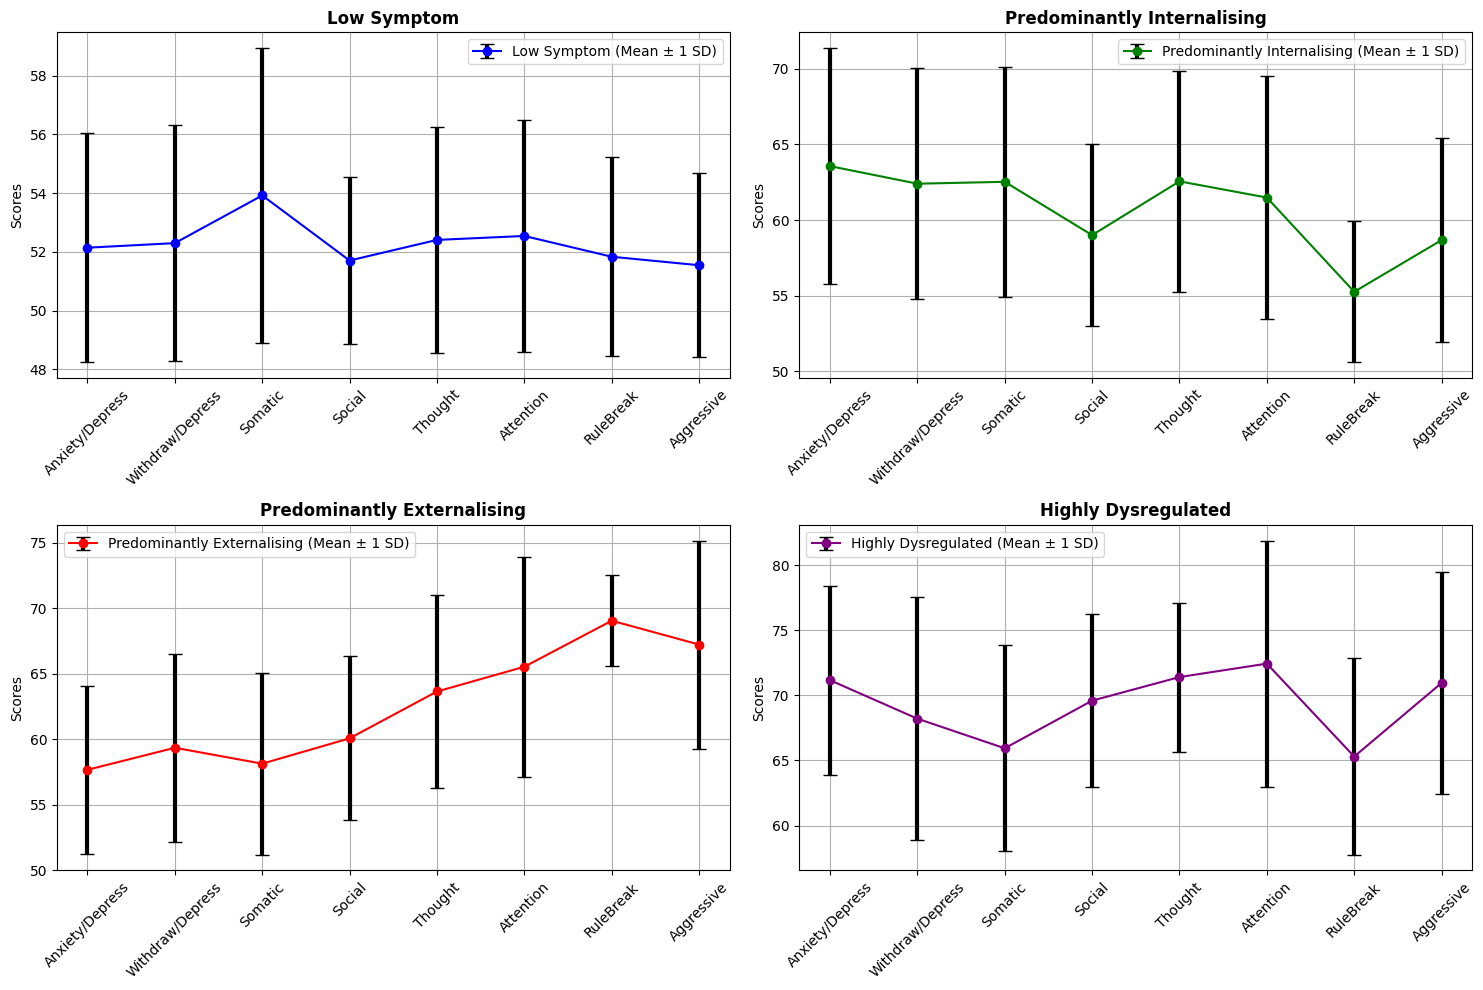 Low Symptom
Low Symptom (Mean ± 1 SD)
Scores
58
56
54
52
50
48
Anxiety/Depress
Withdraw/Depress
Somatic
Social
Thought
Attention
RuleBreak
Aggressive
Predominantly Internalising
Predominantly Internalising (Mean ± 1 SD)
Scores
70
65
60
55
50
Anxiety/Depress
Withdraw/Depress
Somatic
Social
Thought
Attention
RuleBreak
Aggressive
Predominantly Externalising
Predominantly Externalising (Mean ± 1 SD)
Scores
75
70
65
60
55
50
Anxiety/Depress
Withdraw/Depress
Somatic
Social
Thought
Attention
RuleBreak
Aggressive
Highly Dysregulated
Highly Dysregulated (Mean ± 1 SD)
Scores
80
75
70
65
60
Anxiety/Depress
Withdraw/Depress
Somatic
Social
Thought
Attention
RuleBreak
Aggressive